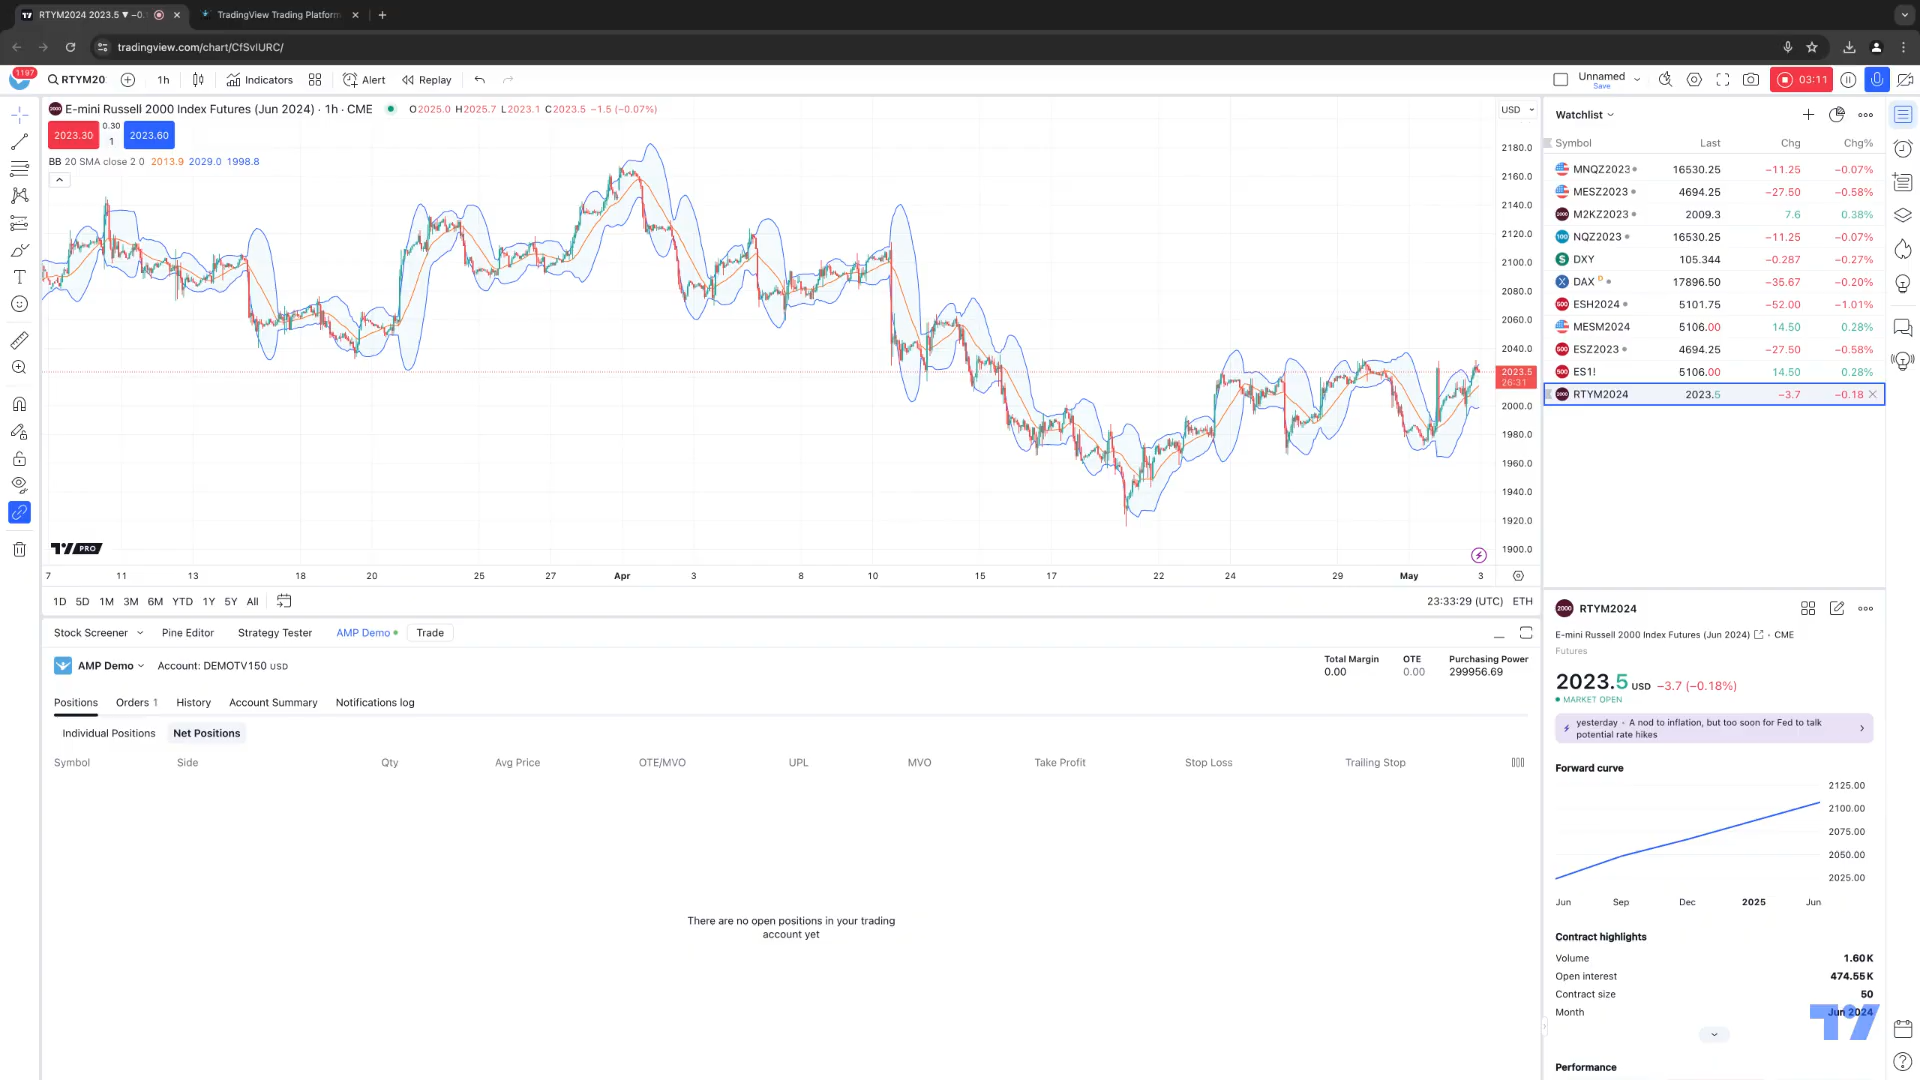 RTYM2024 2023.5 ▼ −0.
TradingView Trading Platform
tradingview.com/chart/CfSvIURC/
1197
RTYM20
1h
Indicators
Alert
Replay
Unnamed
Save
03:11
E-mini Russell 2000 Index Futures (Jun 2024) · 1h · CME
O2025.0 H2025.7 L2023.1 C2023.5 −1.5 (−0.07%)
USD
2023.30
0.30
1
2023.60
BB 20 SMA close 2 0 2013.9 2029.0 1998.8
2180.0
2160.0
2140.0
2120.0
2100.0
2080.0
2060.0
2040.0
2023.5
26:31
2000.0
1980.0
1960.0
1940.0
1920.0
1900.0
PRO
7 11 13 18 20 25 27 Apr 3 8 10 15 17 22 24 29 May 3
1D 5D 1M 3M 6M YTD 1Y 5Y All
23:33:29 (UTC) ETH
Stock Screener Pine Editor Strategy Tester AMP Demo Trade
AMP Demo Account: DEMOTV150 USD
Total Margin OTE Purchasing Power
0.00 0.00 299956.69
Positions Orders 1 History Account Summary Notifications log
Individual Positions Net Positions
Symbol Side Qty Avg Price OTE/MVO UPL MVO Take Profit Stop Loss Trailing Stop
There are no open positions in your trading
account yet
Watchlist
Symbol Last Chg Chg%
MNQZ2023 16530.25 −11.25 −0.07%
MESZ2023 4694.25 −27.50 −0.58%
2000 M2KZ2023 2009.3 7.6 0.38%
100 NQZ2023 16530.25 −11.25 −0.07%
DXY 105.344 −0.287 −0.27%
DAX D 17896.50 −35.67 −0.20%
500 ESH2024 5101.75 −52.00 −1.01%
MESM2024 5106.00 14.50 0.28%
500 ESZ2023 4694.25 −27.50 −0.58%
500 ES1! 5106.00 14.50 0.28%
2000 RTYM2024 2023.5 −3.7 −0.18
2000 RTYM2024
E-mini Russell 2000 Index Futures (Jun 2024) · CME
Futures
2023.5 USD −3.7 (−0.18%)
MARKET OPEN
yesterday · A nod to inflation, but too soon for Fed to talk
potential rate hikes
Forward curve
2125.00
2100.00
2075.00
2050.00
2025.00
Jun Sep Dec 2025 Jun
Contract highlights
Volume 1.60K
Open interest 474.55K
Contract size 50
Month Jun 2024
Performance